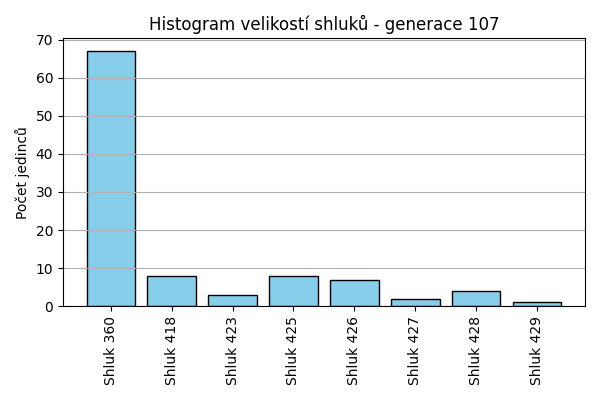 Histogram velikostí shluků - generace 107
Počet jedinců
70
60
50
40
30
20
10
0
Shluk 360
Shluk 418
Shluk 423
Shluk 425
Shluk 426
Shluk 427
Shluk 428
Shluk 429